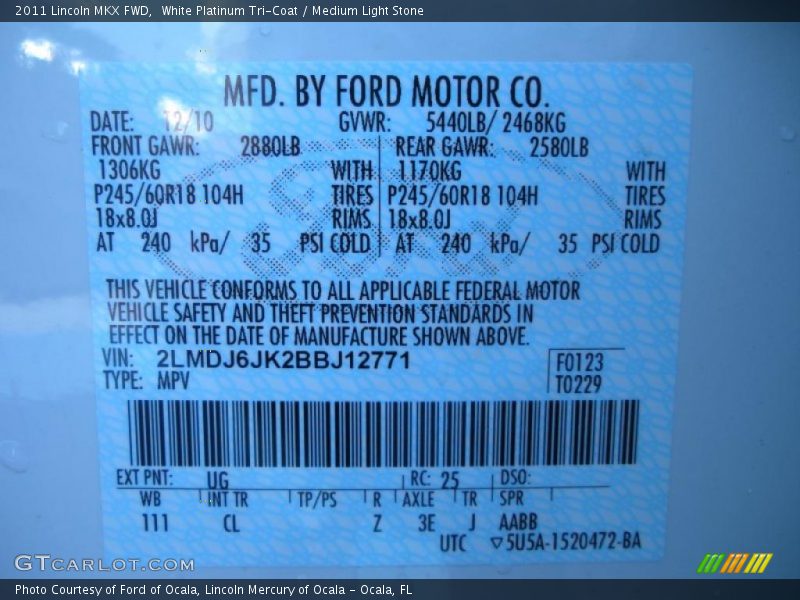 2011 Lincoln MKX FWD,  White Platinum Tri-Coat / Medium Light Stone
MFD. BY FORD MOTOR CO.
DATE: 12/10 GVWR: 5440LB/ 2468KG
FRONT GAWR: 2880LB REAR GAWR: 2580LB
1306KG WITH 1170KG WITH
P245/60R18 104H TIRES P245/60R18 104H TIRES
18x8.0J RIMS 18x8.0J RIMS
AT 240 kPa/ 35 PSI COLD AT 240 kPa/ 35 PSI COLD
THIS VEHICLE CONFORMS TO ALL APPLICABLE FEDERAL MOTOR
VEHICLE SAFETY AND THEFT PREVENTION STANDARDS IN
EFFECT ON THE DATE OF MANUFACTURE SHOWN ABOVE.
VIN: 2LMDJ6JK2BBJ12771 F0123
TYPE: MPV T0229
EXT PNT: UG RC: 25 DSO:
WB INT TR TP/PS R AXLE TR SPR
111 CL Z 3E J AABB
UTC ▽5U5A-1520472-BA
GTCARLOT.COM
Photo Courtesy of Ford of Ocala, Lincoln Mercury of Ocala - Ocala, FL